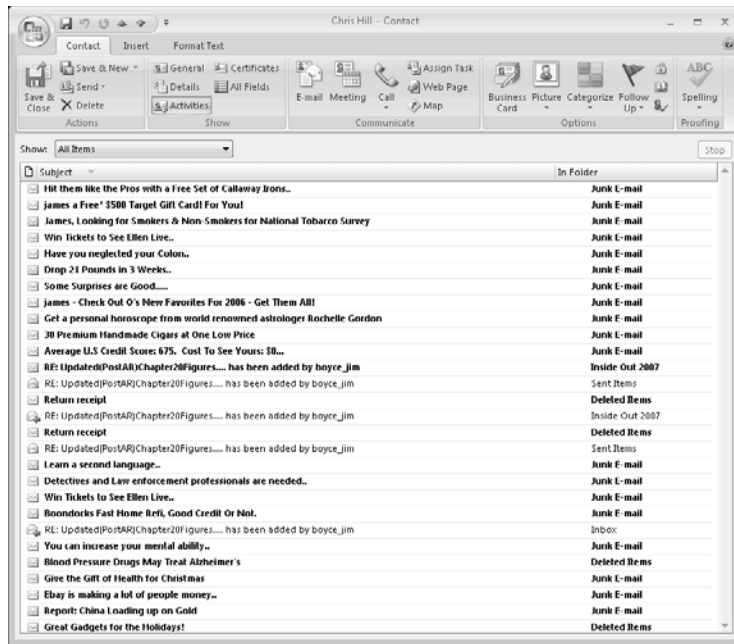 Chris Hill - Contact
Contact Insert Format Text
Save & Close
Save & New
Send
Delete
Actions
General
Details
Activities
Certificates
All Fields
Show
E-mail
Meeting
Call
Assign Task
Web Page
Map
Communicate
Business Card
Picture
Categorize
Follow Up
Options
ABC
Spelling
Proofing
Show: All Items
Stop
Subject In Folder
Hit them like the Pros with a Free Set of Callaway Irons.. Junk E-mail
james a Free* $500 Target Gift Card! For You! Junk E-mail
James, Looking for Smokers & Non-Smokers for National Tobacco Survey Junk E-mail
Win Tickets to See Ellen Live.. Junk E-mail
Have you neglected your Colon.. Junk E-mail
Drop 21 Pounds in 3 Weeks.. Junk E-mail
Some Surprises are Good..... Junk E-mail
james - Check Out O's New Favorites For 2006 - Get Them All! Junk E-mail
Get a personal horoscope from world renowned astrologer Rochelle Gordon Junk E-mail
30 Premium Handmade Cigars at One Low Price Junk E-mail
Average U.S Credit Score: 675. Cost To See Yours: $0... Junk E-mail
RE: Updated(PostAR)Chapter20Figures.... has been added by boyce_jim Inside Out 2007
RE: Updated(PostAR)Chapter20Figures.... has been added by boyce_jim Sent Items
Return receipt Deleted Items
RE: Updated(PostAR)Chapter20Figures.... has been added by boyce_jim Inside Out 2007
Return receipt Deleted Items
RE: Updated(PostAR)Chapter20Figures.... has been added by boyce_jim Sent Items
Learn a second language.. Junk E-mail
Detectives and Law enforcement professionals are needed.. Junk E-mail
Win Tickets to See Ellen Live.. Junk E-mail
Boondocks Fast Home Refi, Good Credit Or Not. Junk E-mail
RE: Updated(PostAR)Chapter20Figures.... has been added by boyce_jim Inbox
You can increase your mental ability.. Junk E-mail
Blood Pressure Drugs May Treat Alzheimer's Deleted Items
Give the Gift of Health for Christmas Junk E-mail
Ebay is making a lot of people money.. Junk E-mail
Report: China Loading up on Gold Junk E-mail
Great Gadgets for the Holidays! Deleted Items